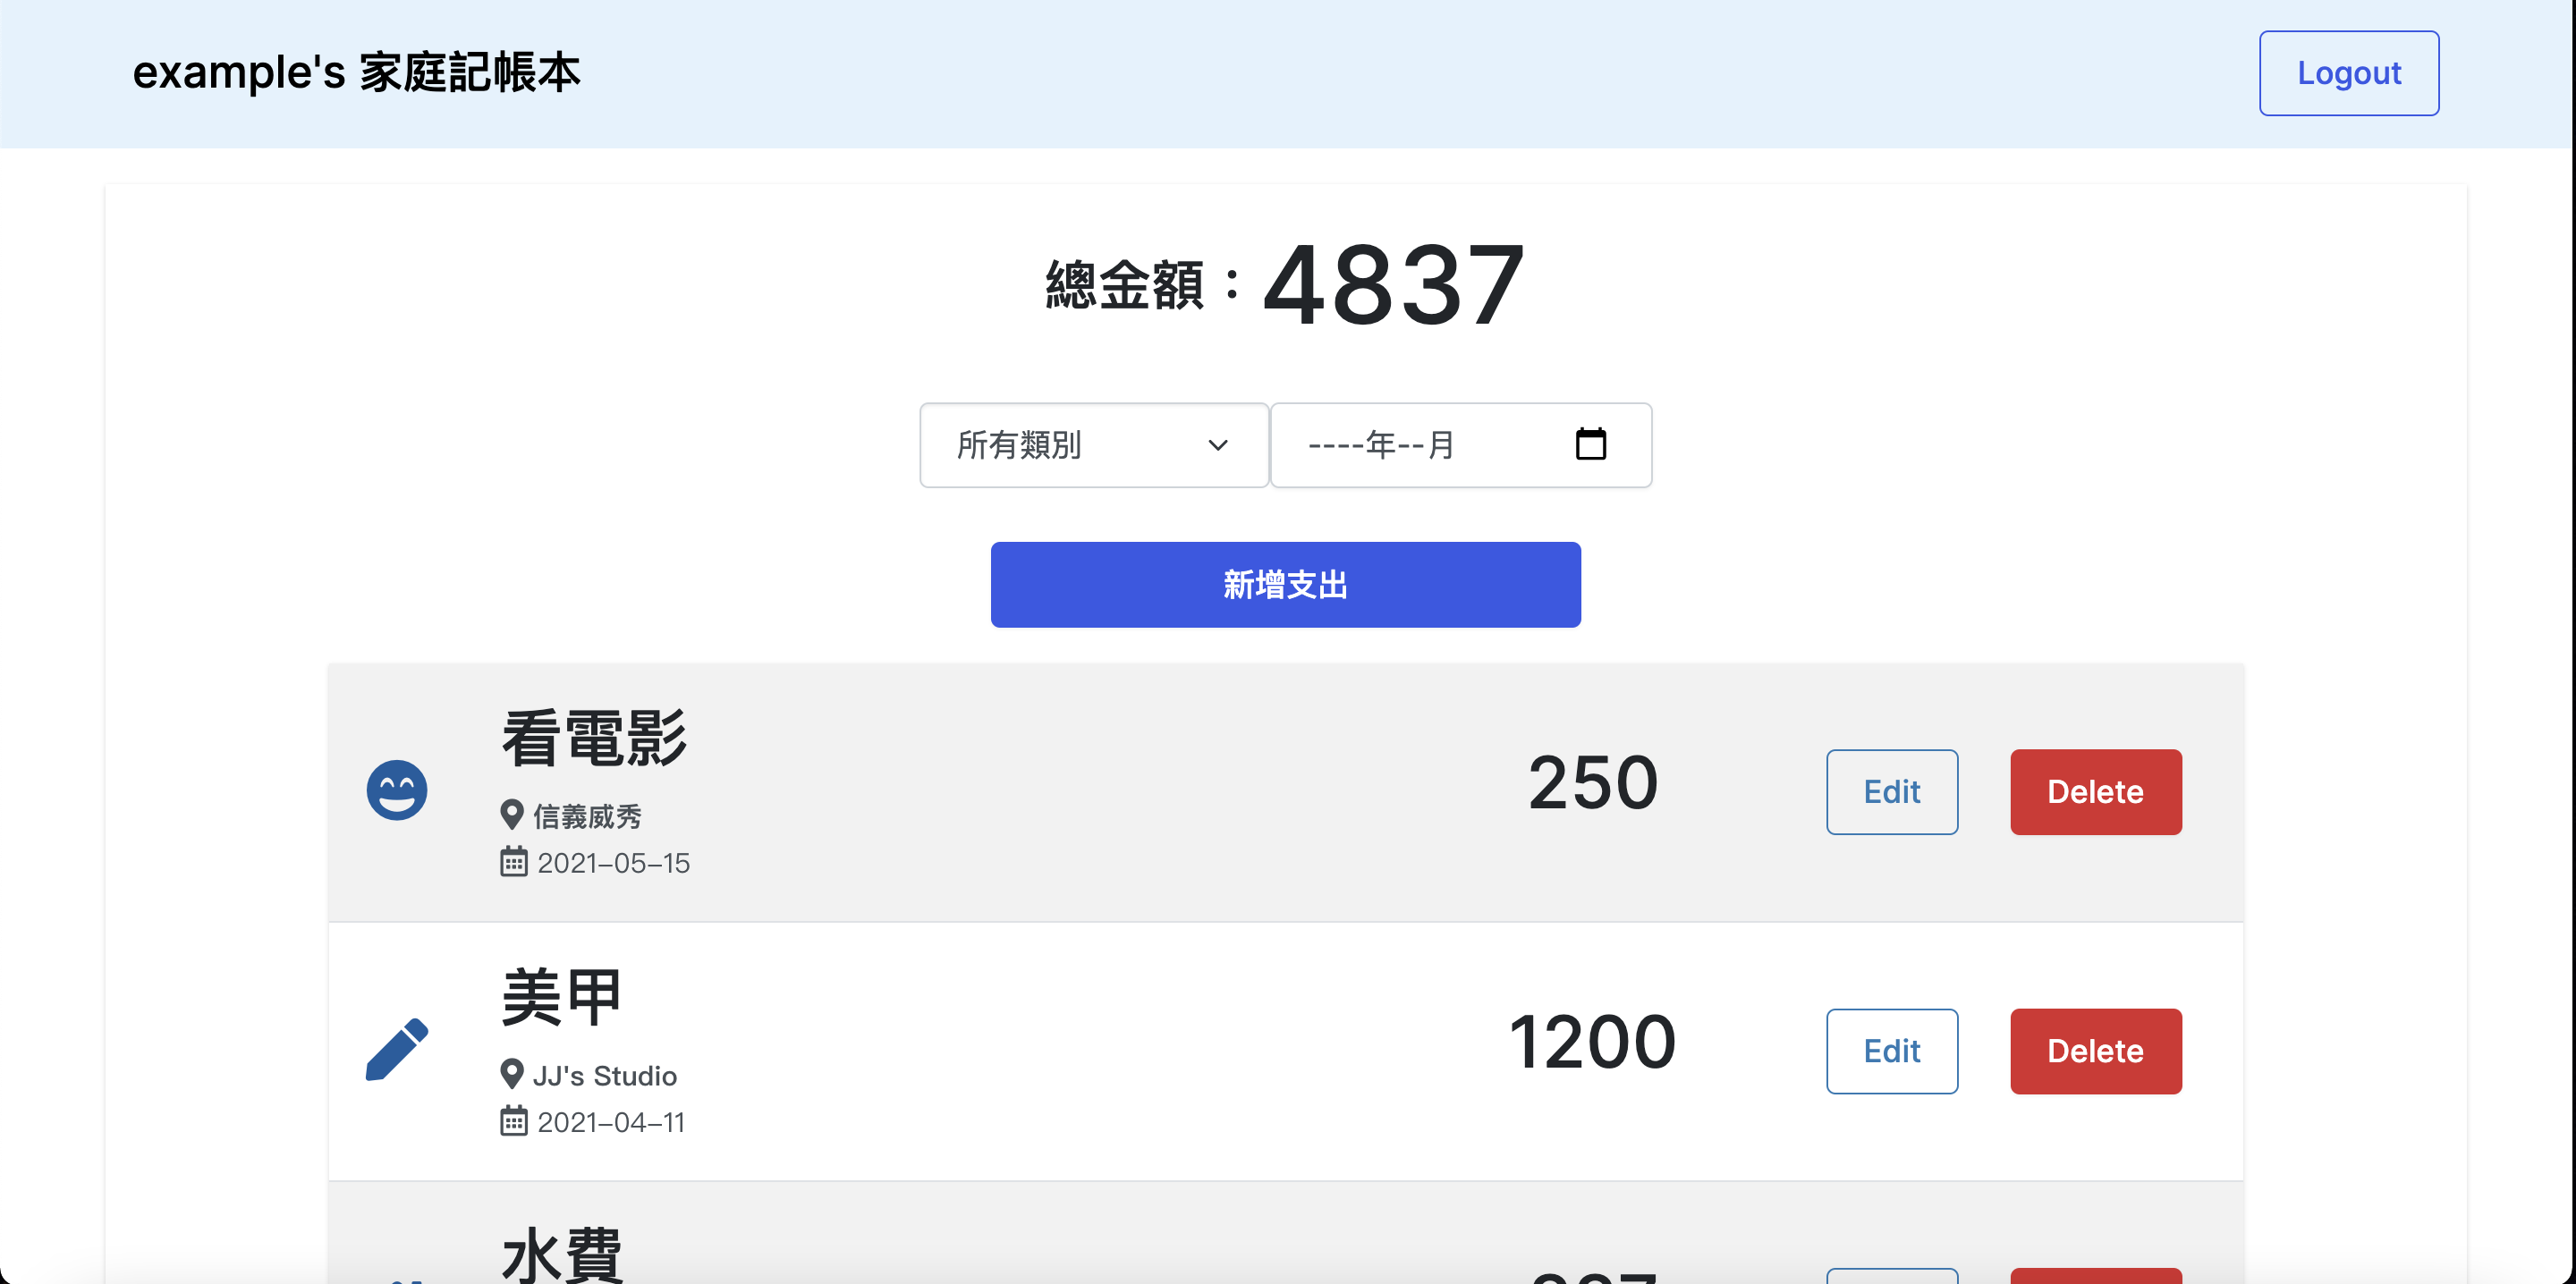 example's 家庭記帳本
Logout
總金額：4837
所有類別
----年--月
新增支出
看電影
信義威秀
2021-05-15
250
Edit
Delete
美甲
JJ's Studio
2021-04-11
1200
Edit
Delete
水費